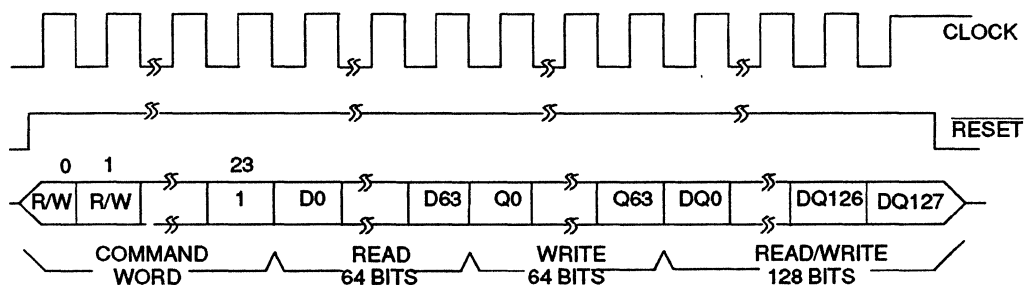 CLOCK
RESET
0 1 23
R/W R/W 1 D0 D63 Q0 Q63 DQ0 DQ126 DQ127
COMMAND WORD
READ 64 BITS
WRITE 64 BITS
READ/WRITE 128 BITS